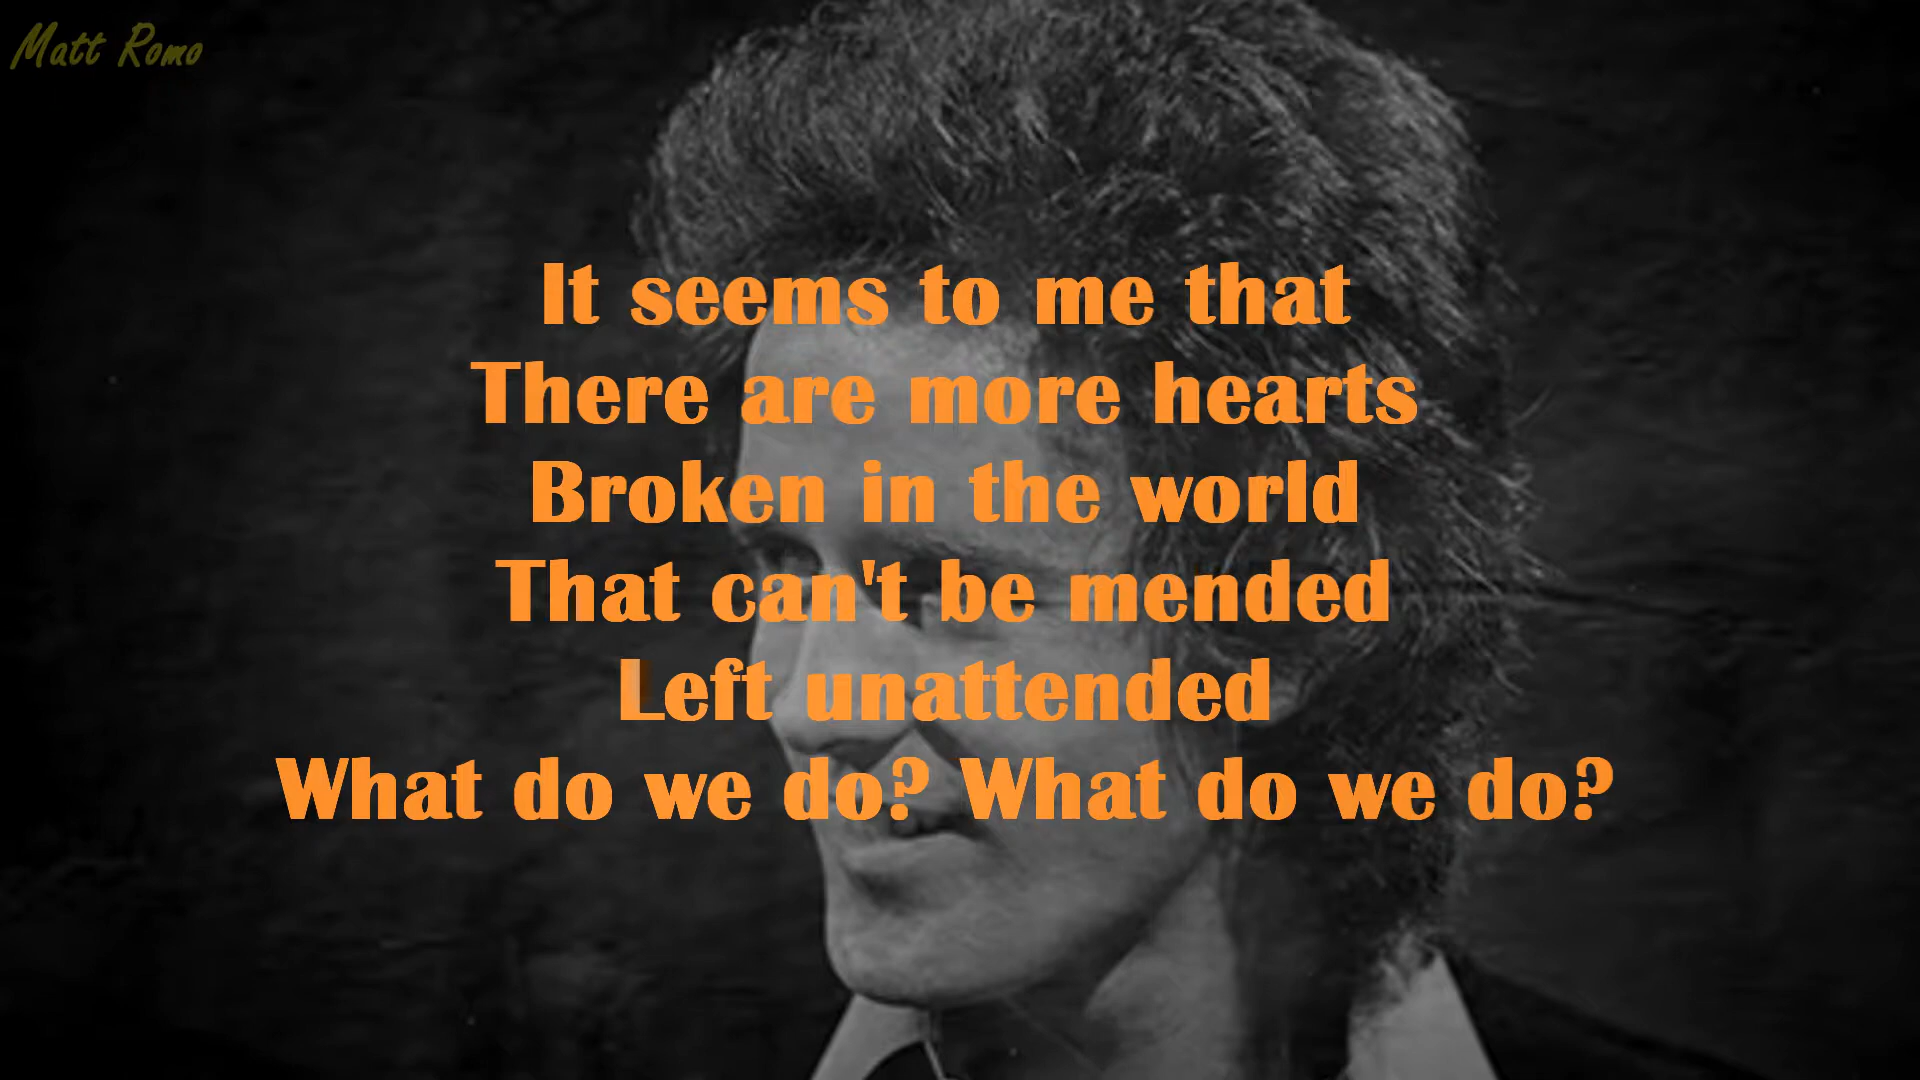 Matt Romo
It seems to me that
There are more hearts
Broken in the world
That can't be mended
Left unattended
What do we do? What do we do?